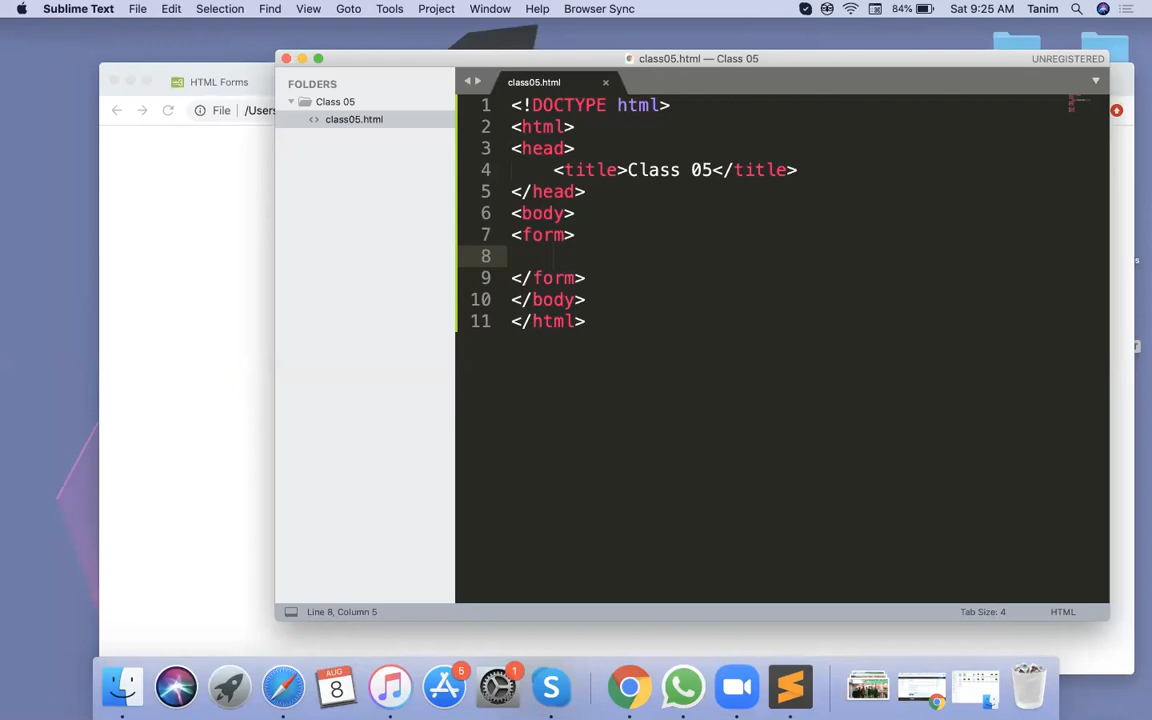 Sublime Text File Edit Selection Find View Goto Tools Project Window Help Browser Sync 84% Sat 9:25 AM Tanim
HTML Forms
File /Users
class05.html — Class 05
UNREGISTERED
FOLDERS
Class 05
<> class05.html
class05.html
1 <!DOCTYPE html>
2 <html>
3 <head>
4 <title>Class 05</title>
5 </head>
6 <body>
7 <form>
8
9 </form>
10 </body>
11 </html>
Line 8, Column 5
Tab Size: 4
HTML
AUG
8
5
1